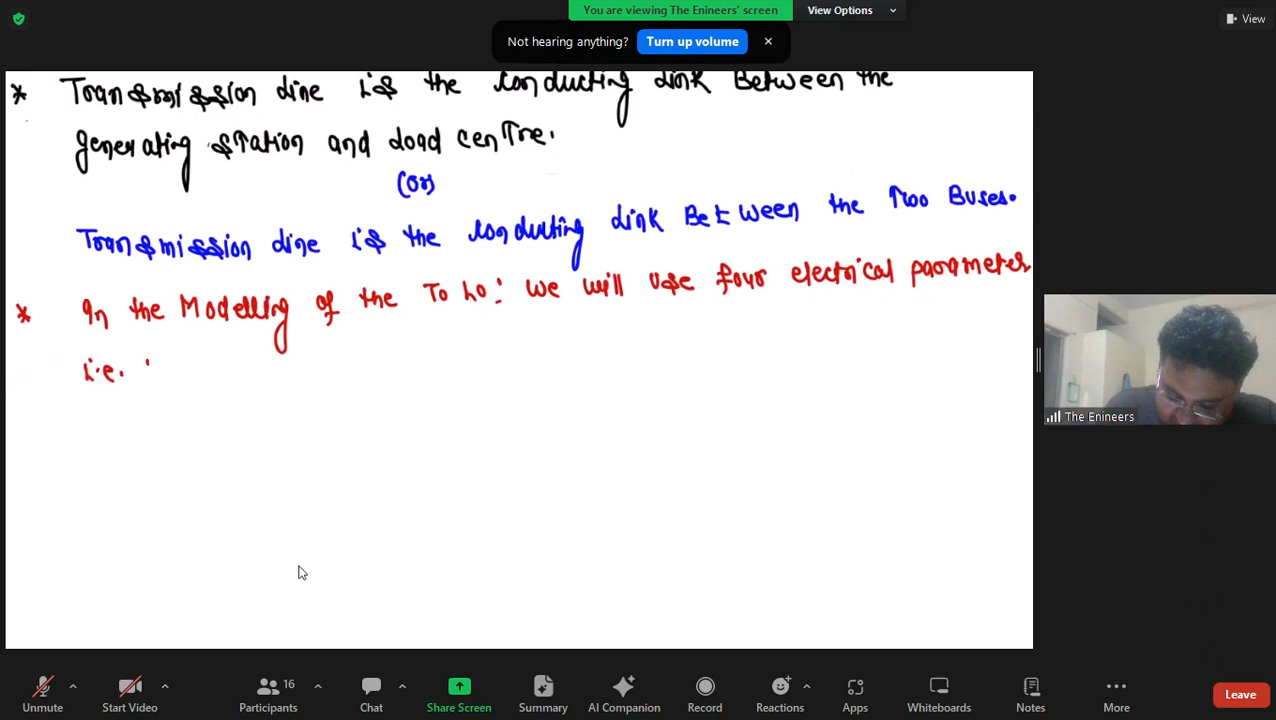 You are viewing The Enineers' screen
View Options
View
Not hearing anything? Turn up volume
* Transmission Line is the conducting Link Between the
generating station and Load centre.
(or)
Transmission Line is the conducting Link Between the Two Buses.
* In the Modelling of the T. L.: We will use four electrical parameter
i.e.
The Enineers
Unmute
Start Video
16
Participants
Chat
Share Screen
Summary
AI Companion
Record
Reactions
Apps
Whiteboards
Notes
More
Leave